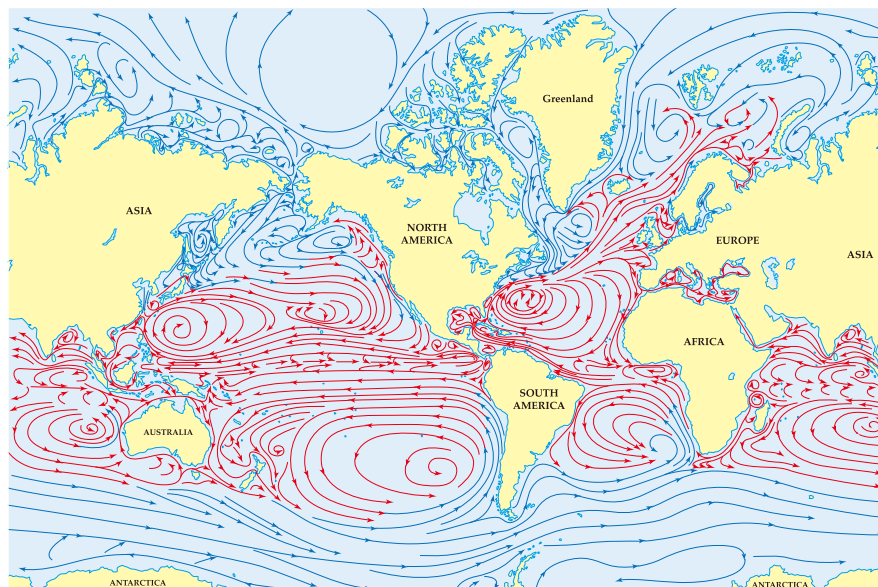 Greenland
ASIA
NORTH
AMERICA
EUROPE
ASIA
AFRICA
SOUTH
AMERICA
AUSTRALIA
ANTARCTICA
ANTARCTICA